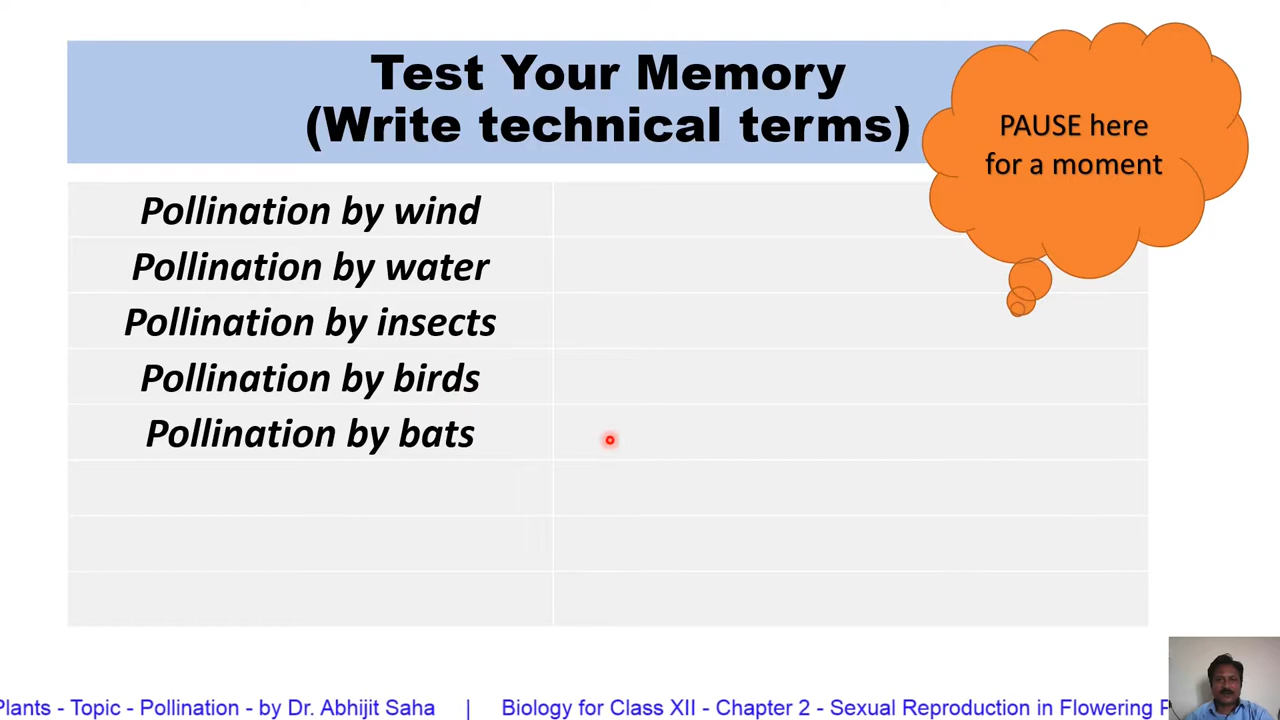 Test Your Memory
(Write technical terms)
PAUSE here
for a moment
Pollination by wind
Pollination by water
Pollination by insects
Pollination by birds
Pollination by bats
Plants - Topic - Pollination - by Dr. Abhijit Saha | Biology for Class XII - Chapter 2 - Sexual Reproduction in Flowering